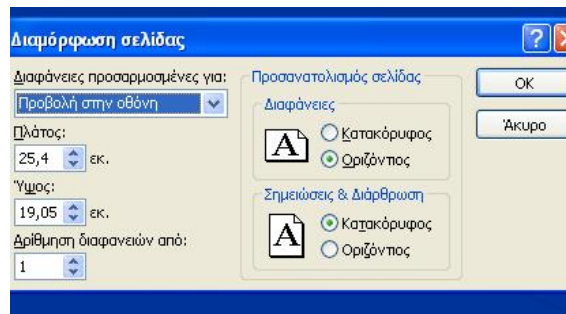 Διαμόρφωση σελίδας
Διαφάνειες προσαρμοσμένες για:
Προβολή στην οθόνη
Πλάτος:
25,4 εκ.
Ύψος:
19,05 εκ.
Αρίθμηση διαφανειών από:
1
Προσανατολισμός σελίδας
Διαφάνειες
A
Κατακόρυφος
Οριζόντιος
Σημειώσεις & Διάρθρωση
A
Κατακόρυφος
Οριζόντιος
OK
Άκυρο